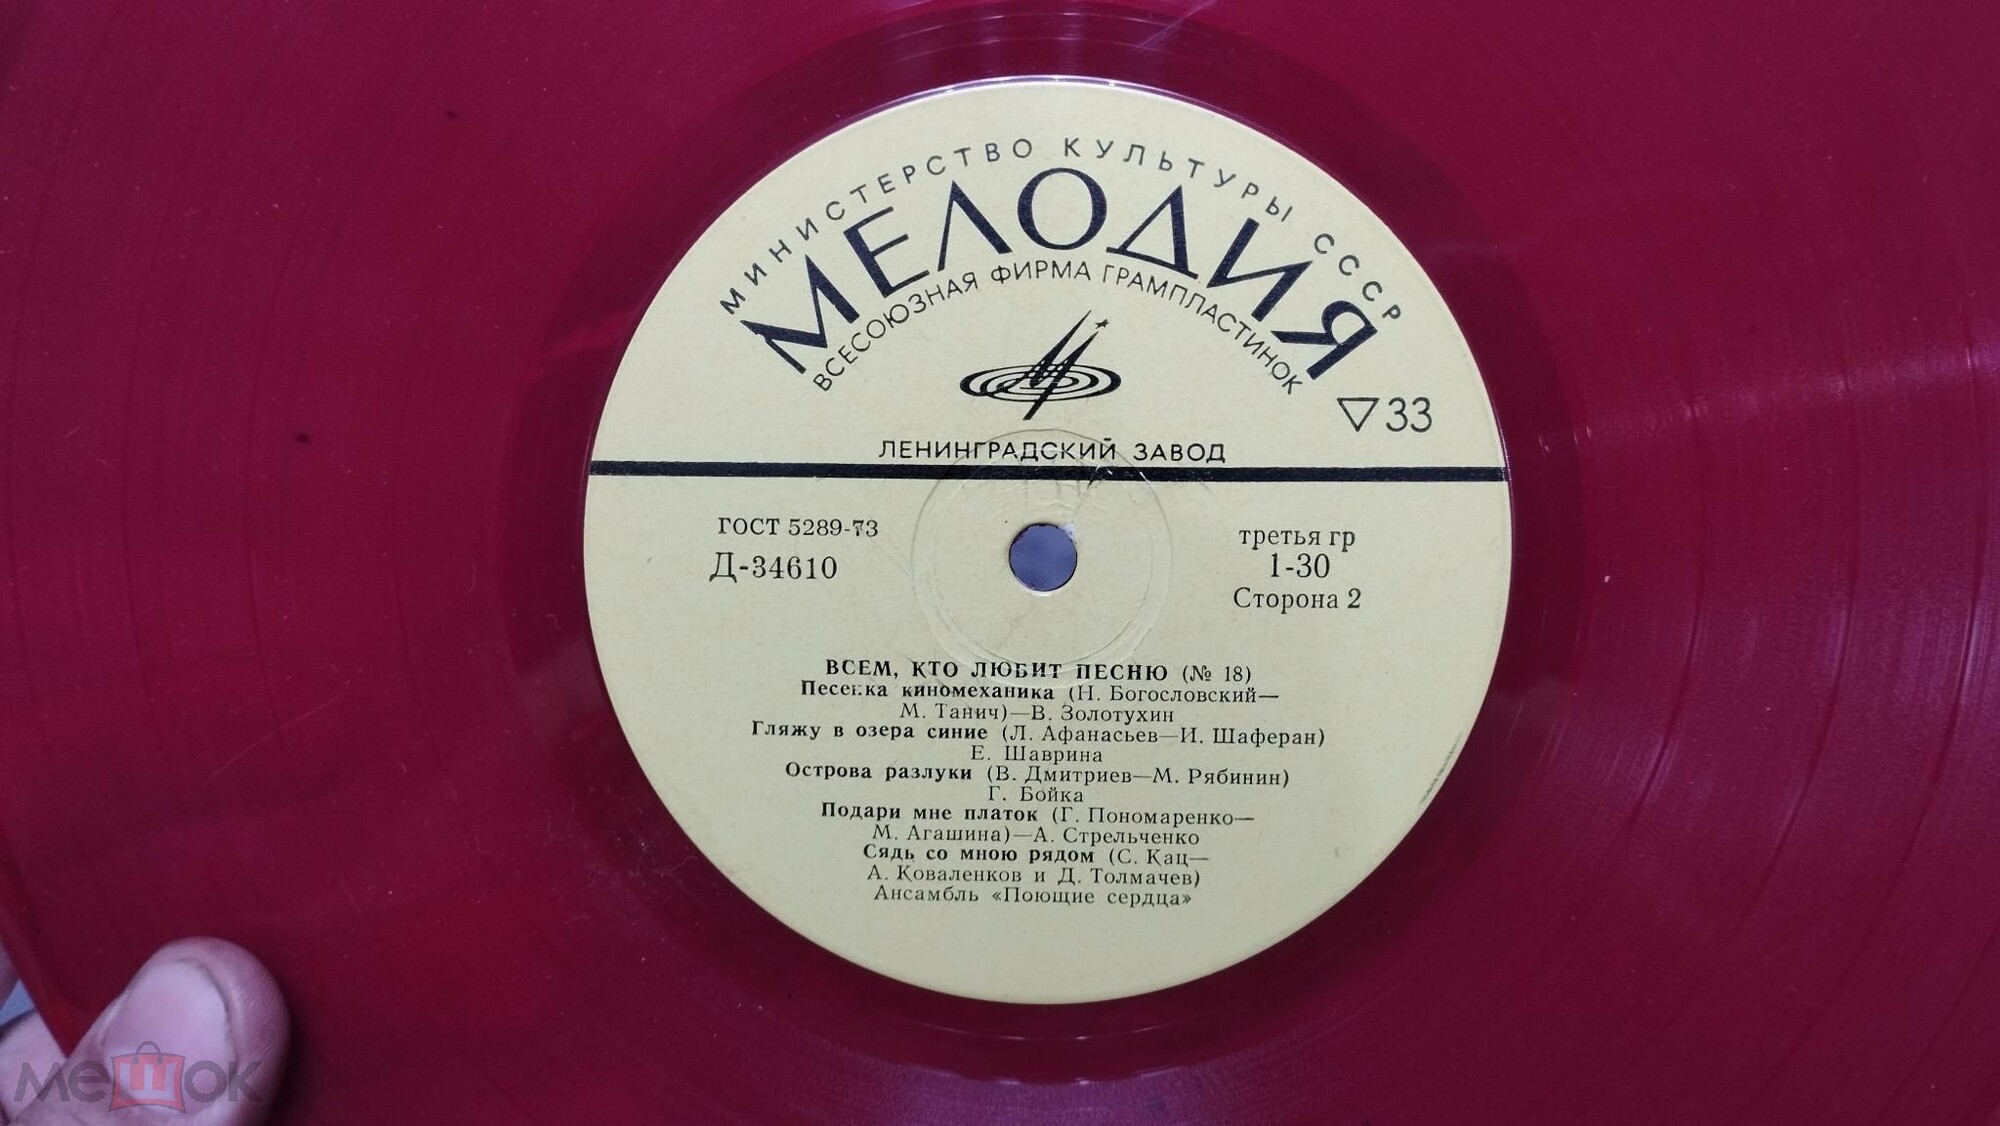 МИНИСТЕРСТВО КУЛЬТУРЫ СССР
МЕЛОДИЯ
ВСЕСОЮЗНАЯ ФИРМА ГРАМПЛАСТИНОК
▽33
ЛЕНИНГРАДСКИЙ ЗАВОД
ГОСТ 5289-73
Д-34610
третья гр
1-30
Сторона 2
ВСЕМ, КТО ЛЮБИТ ПЕСНЮ (№ 18)
Песенка киномеханика (Н. Богословский—
М. Танич)—В. Золотухин
Гляжу в озера синие (Л. Афанасьев—И. Шаферан)
Е. Шаврина
Острова разлуки (В. Дмитриев—М. Рябинин)
Г. Бойка
Подари мне платок (Г. Пономаренко—
М. Агашина)—А. Стрельченко
Сядь со мною рядом (С. Кац—
А. Коваленков и Д. Толмачев)
Ансамбль «Поющие сердца»
мешок